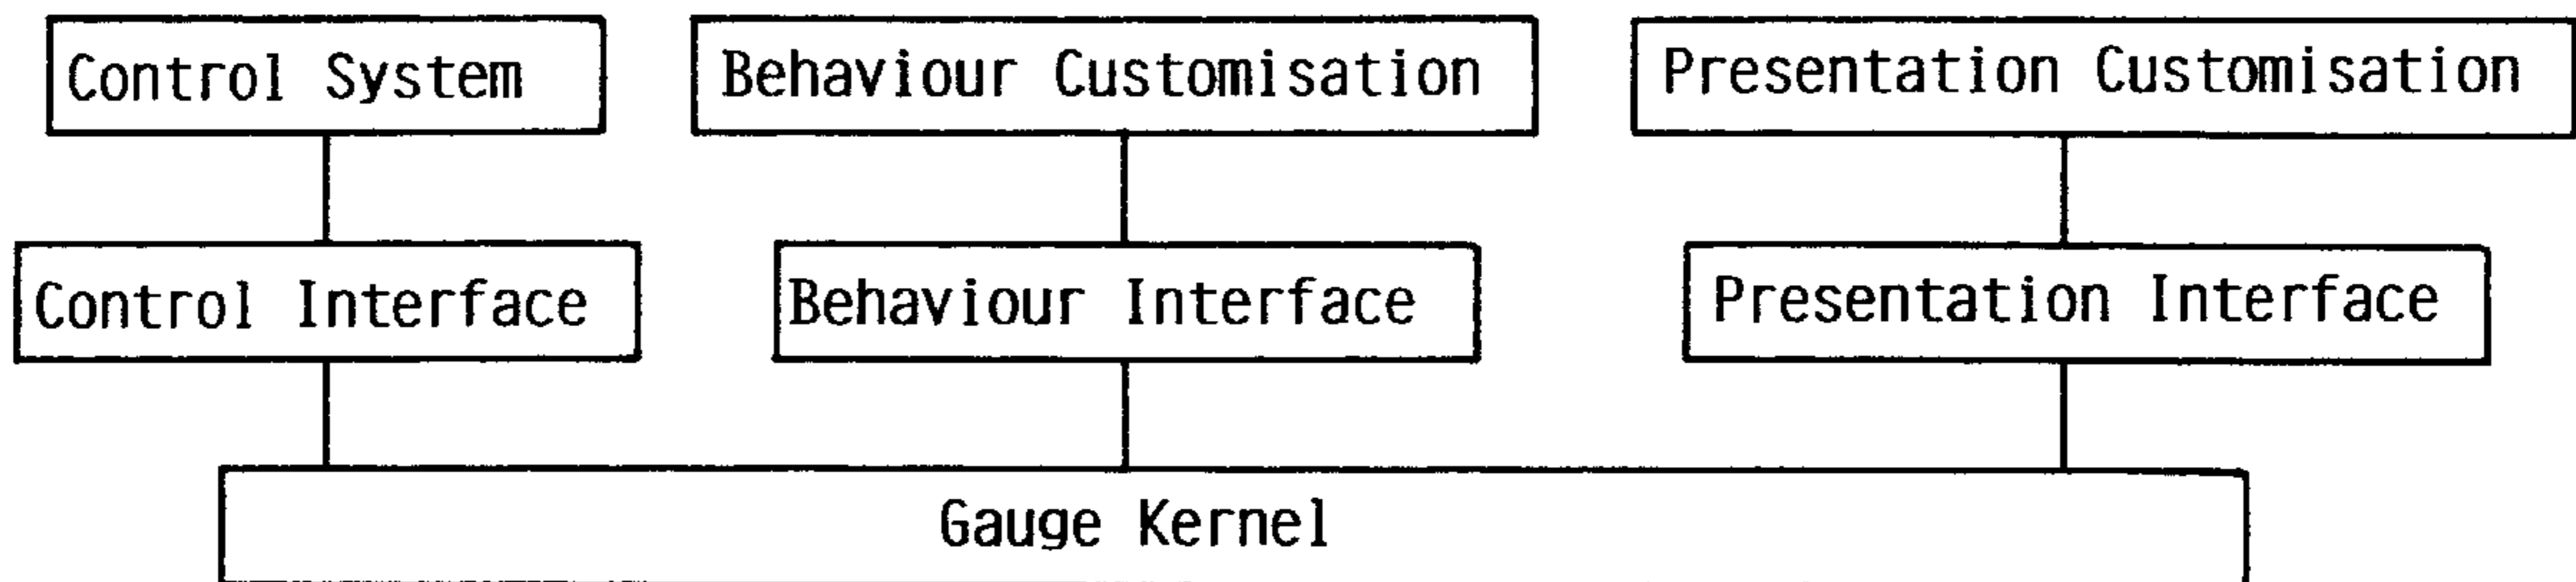 Control System
Behaviour Customisation
Presentation Customisation
Control Interface
Behaviour Interface
Presentation Interface
Gauge Kernel